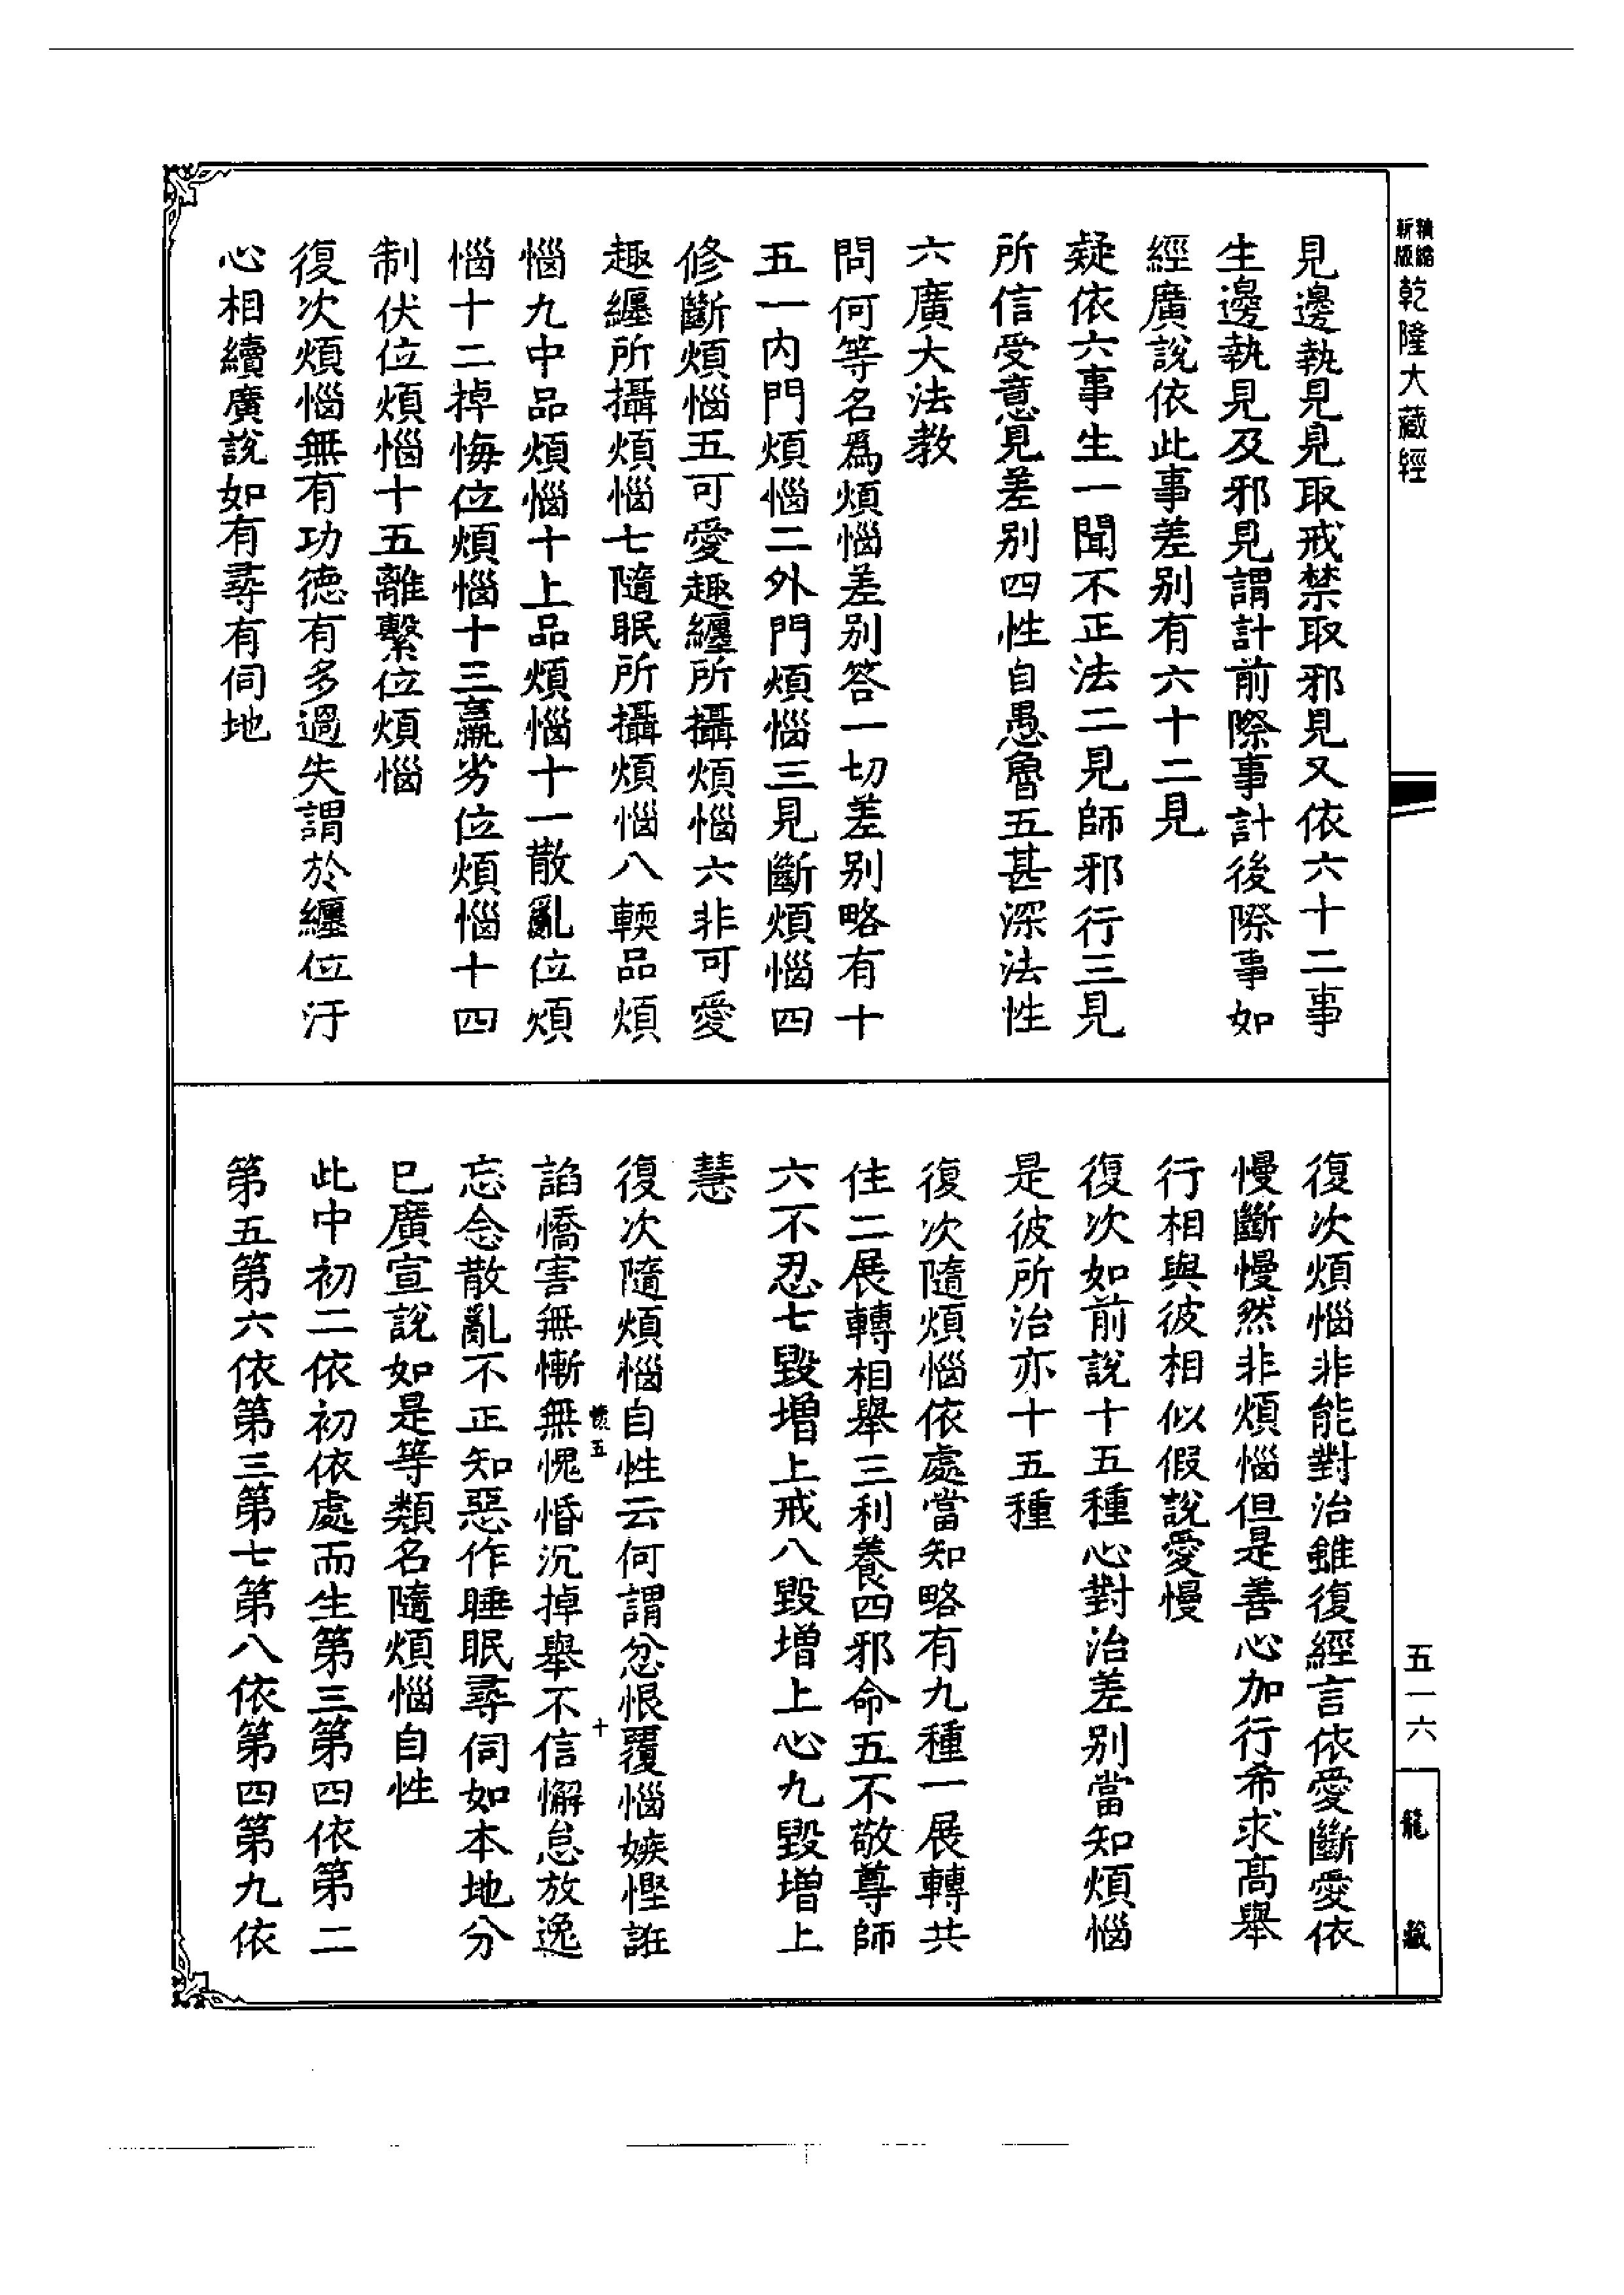 新版 精縮 乾隆大藏經
見邊執見見取戒禁取邪見又依六十二事
生邊執見及邪見謂計前際事計後際事如
經廣說依此事差別有六十二見
疑依六事生一聞不正法二見師邪行三見
所信受意見差別四性自愚魯五甚深法性
六廣大法教
問何等名爲煩惱差別答一切差別略有十
五一內門煩惱二外門煩惱三見斷煩惱四
修斷煩惱五可愛趣纏所攝煩惱六非可愛
趣纏所攝煩惱七隨眠所攝煩惱八輭品煩
惱九中品煩惱十上品煩惱十一散亂位煩
惱十二掉悔位煩惱十三羸劣位煩惱十四
制伏位煩惱十五離繫位煩惱
復次煩惱無有功德有多過失謂於纏位汙
心相續廣說如有尋有伺地
復次煩惱非能對治雖復經言依愛斷愛依
慢斷慢然非煩惱但是善心加行希求高舉
行相與彼相似假說愛慢
復次如前說十五種心對治差別當知煩惱
是彼所治亦十五種
復次隨煩惱依處當知略有九種一展轉共
住二展轉相舉三利養四邪命五不敬尊師
六不忍七毀增上戒八毀增上心九毀增上
慧
復次隨煩惱自性云何謂忿恨覆惱嫉慳誑
五 十
諂憍害無慚無愧惛沉掉舉不信懈怠放逸
忘念散亂不正知惡作睡眠尋伺如本地分
已廣宣說如是等類名隨煩惱自性
此中初二依初依處而生第三第四依第二
第五第六依第三第七第八依第四第九依
五一六
龍藏